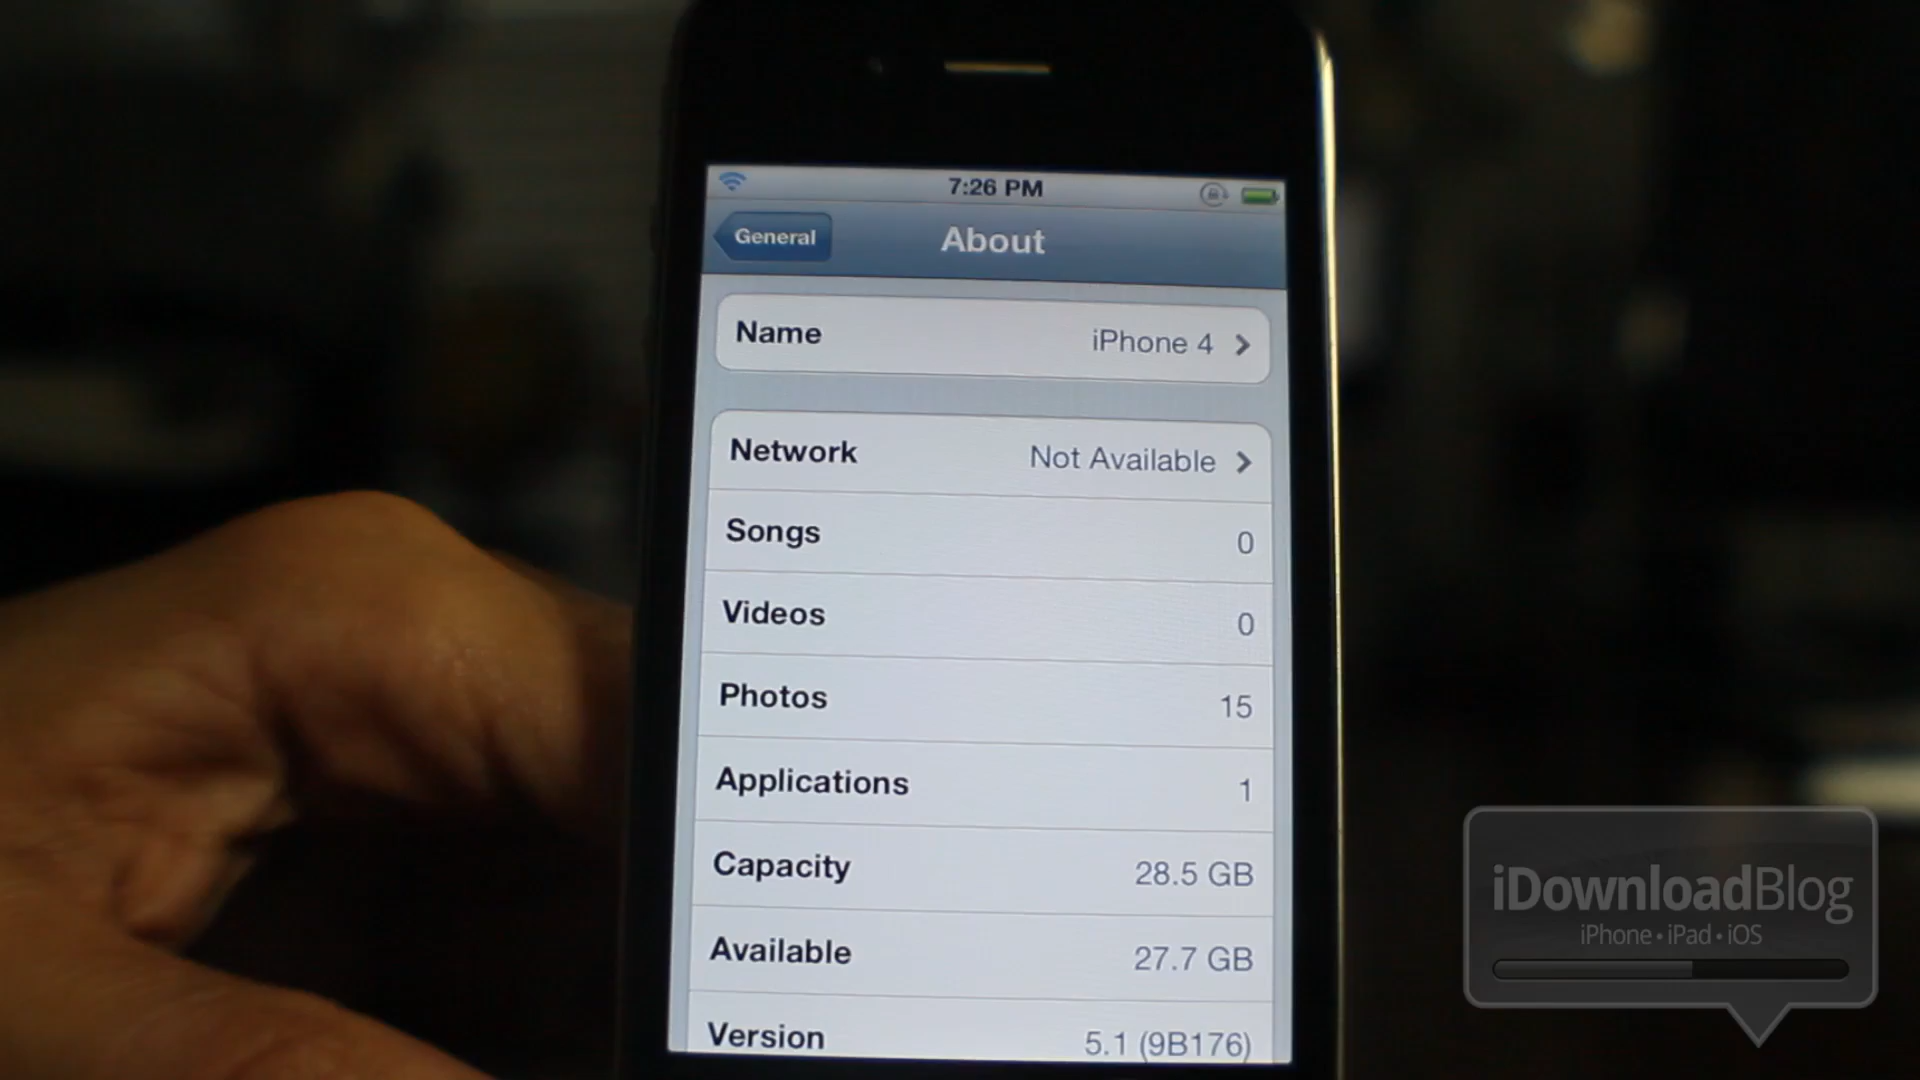 7:26 PM
General
About
Name iPhone 4
Network Not Available
Songs 0
Videos 0
Photos 15
Applications 1
Capacity 28.5 GB
Available 27.7 GB
Version 5.1 (9B176)
iDownloadBlog
iPhone • iPad • iOS